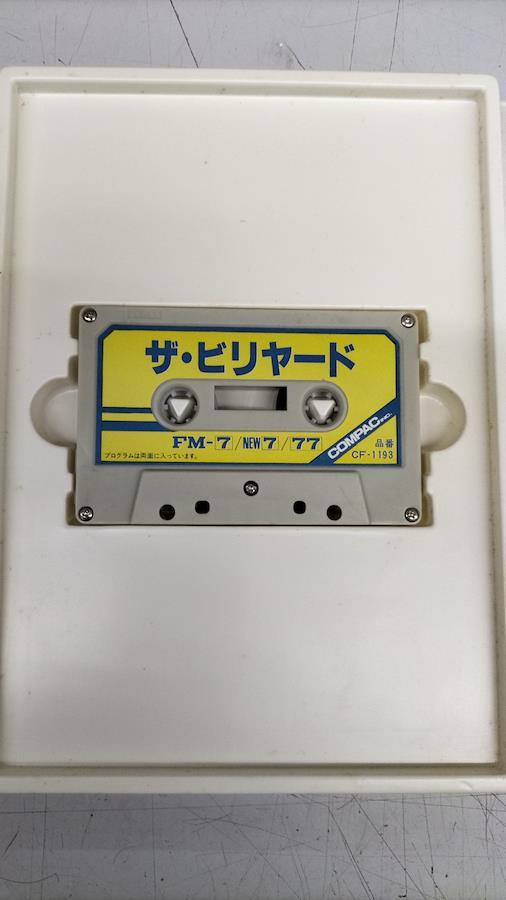 ザ・ビリヤード
FM-7/NEW7/77
プログラムは両面に入っています。
COMPAC INC.
品番
CF-1193